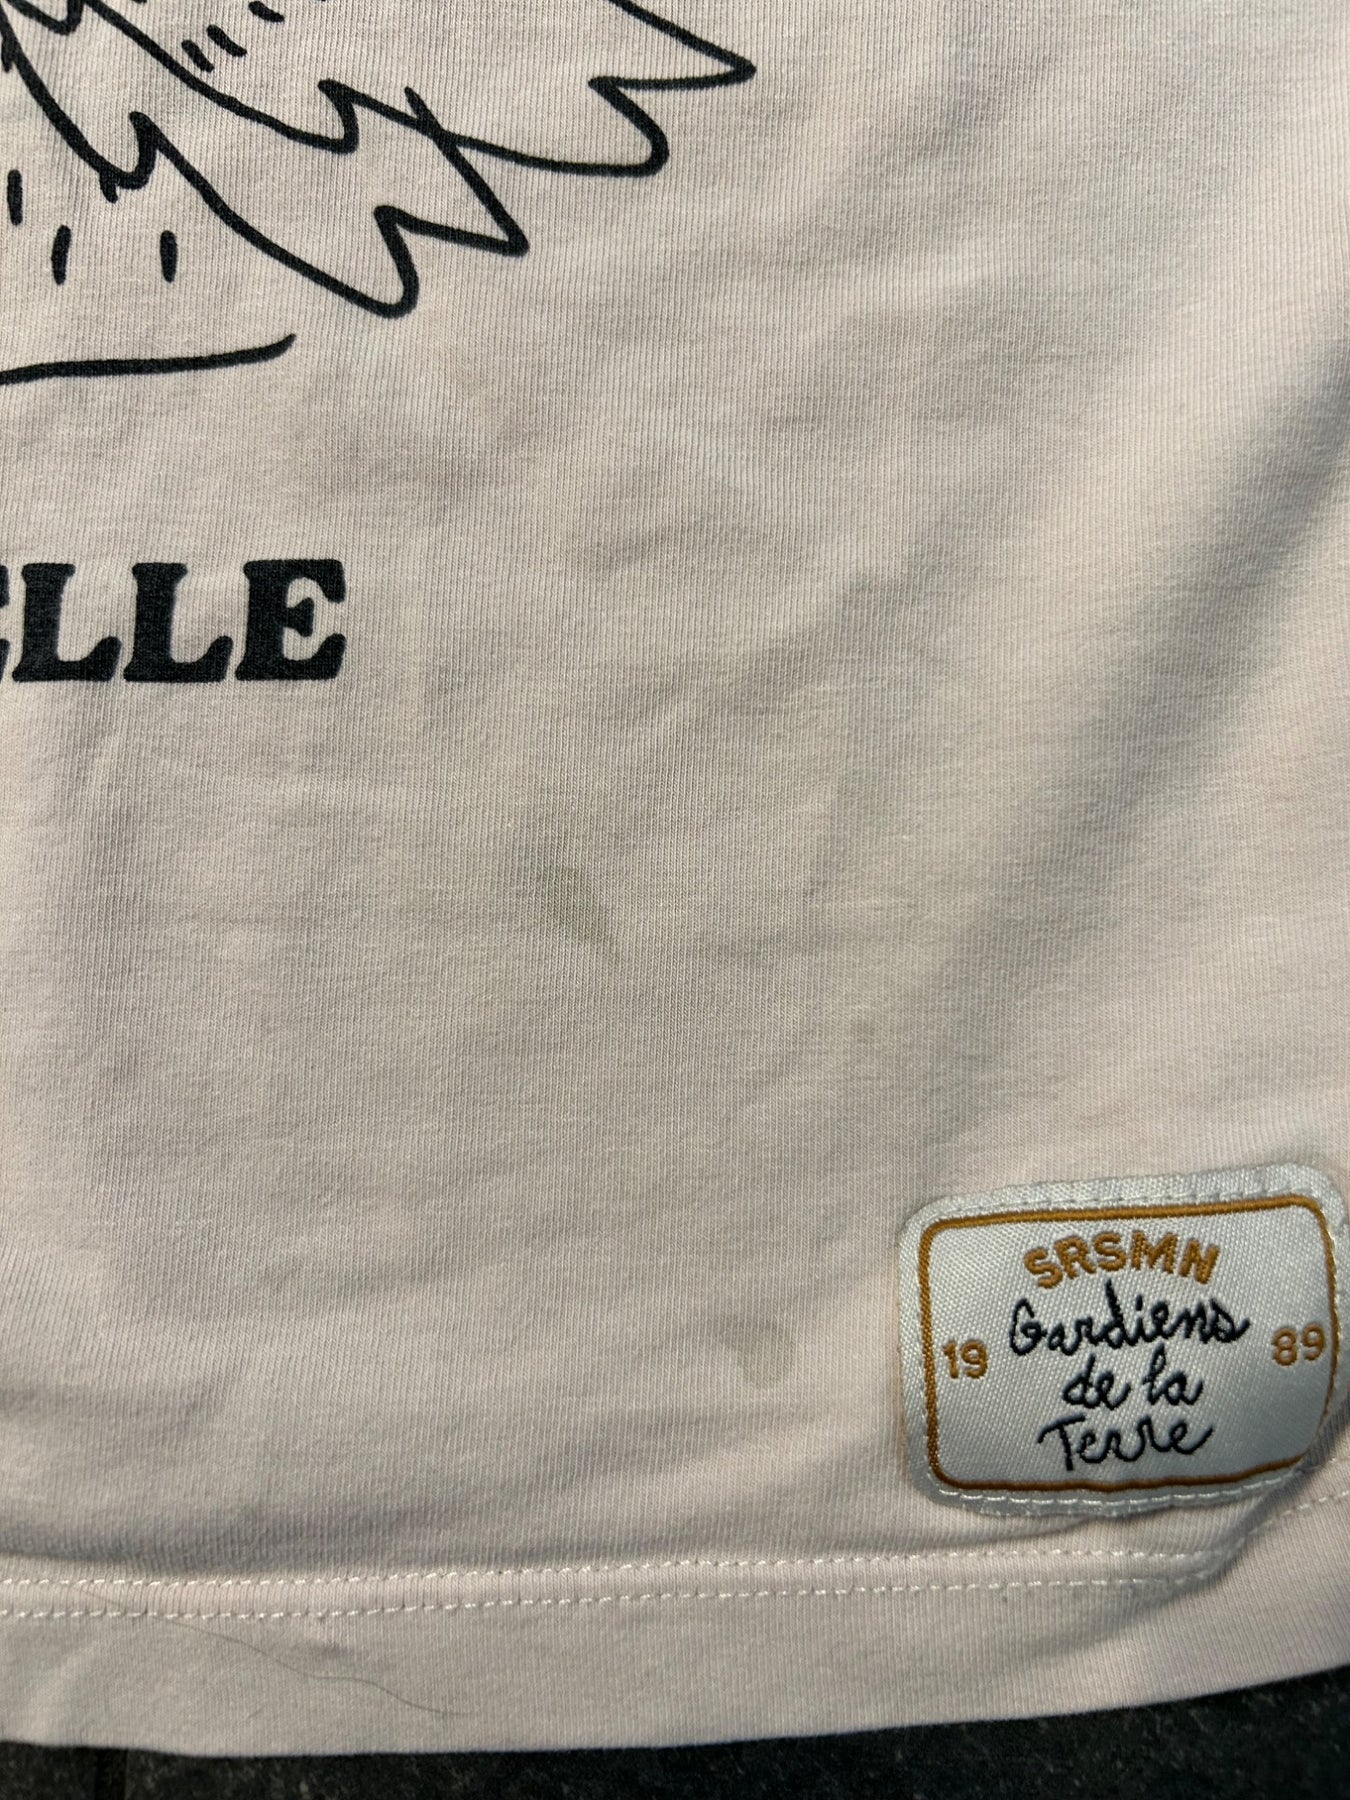 ELLE
SRSMN
19 Gardiens 89
de la
Terre